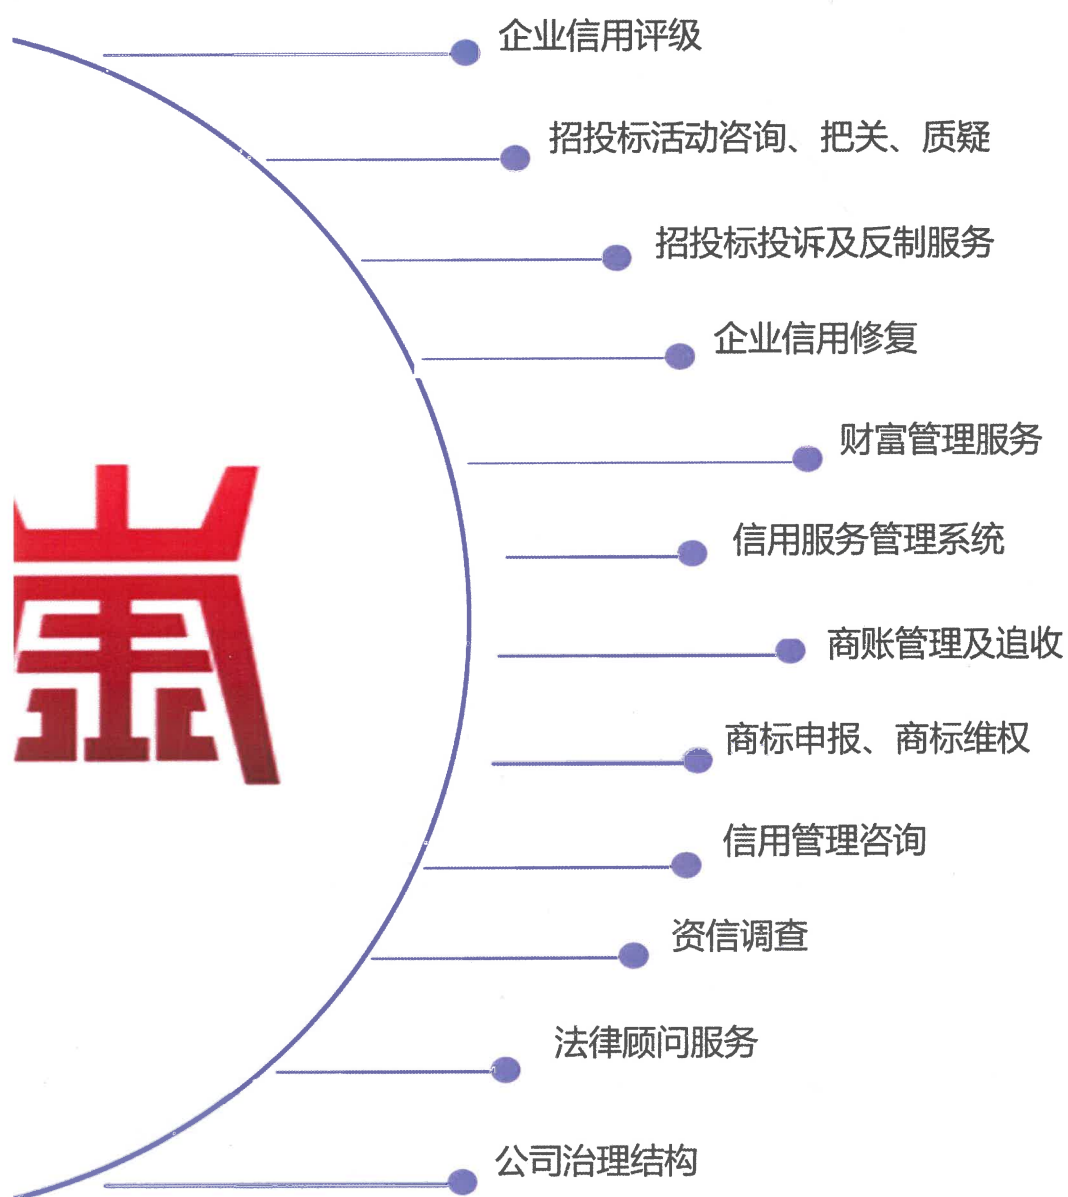 企业信用评级
招投标活动咨询、把关、质疑
招投标投诉及反制服务
企业信用修复
财富管理服务
信用服务管理系统
商账管理及追收
商标申报、商标维权
信用管理咨询
资信调查
法律顾问服务
公司治理结构